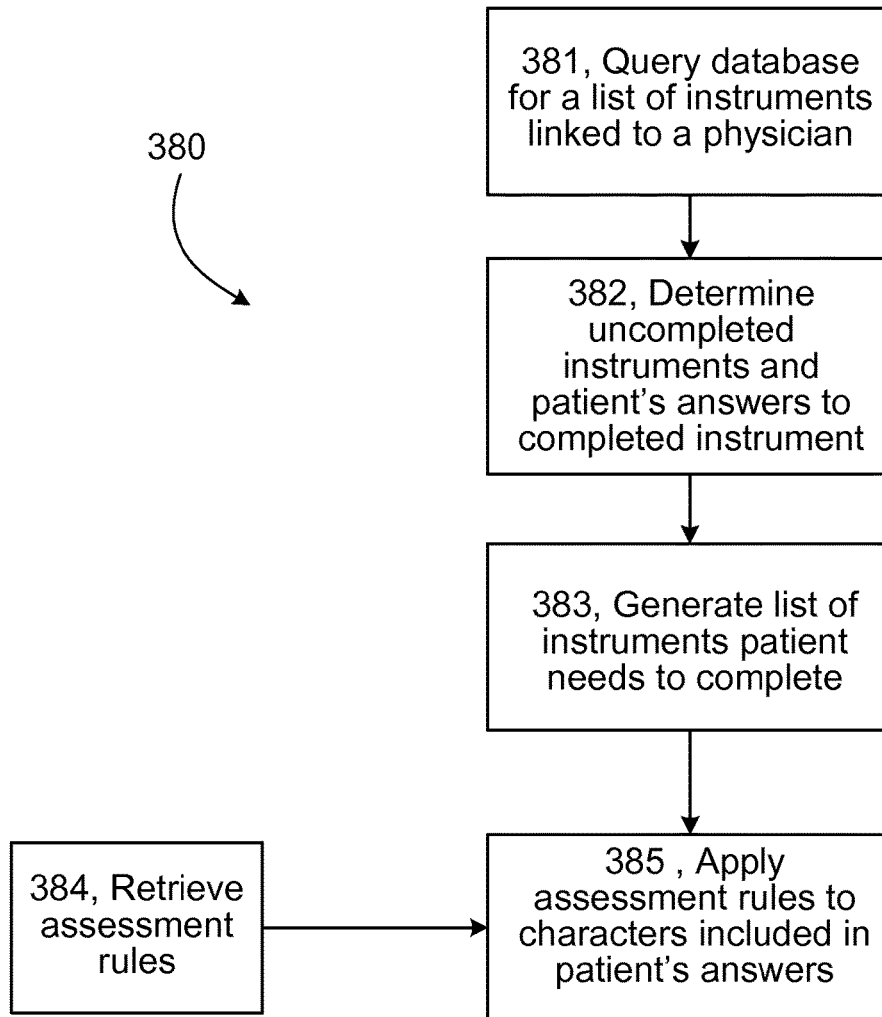 381, Query database
for a list of instruments
linked to a physician
380
382, Determine
uncompleted
instruments and
patient's answers to
completed instrument
383, Generate list of
instruments patient
needs to complete
384, Retrieve
assessment
rules
385 , Apply
assessment rules to
characters included in
patient's answers